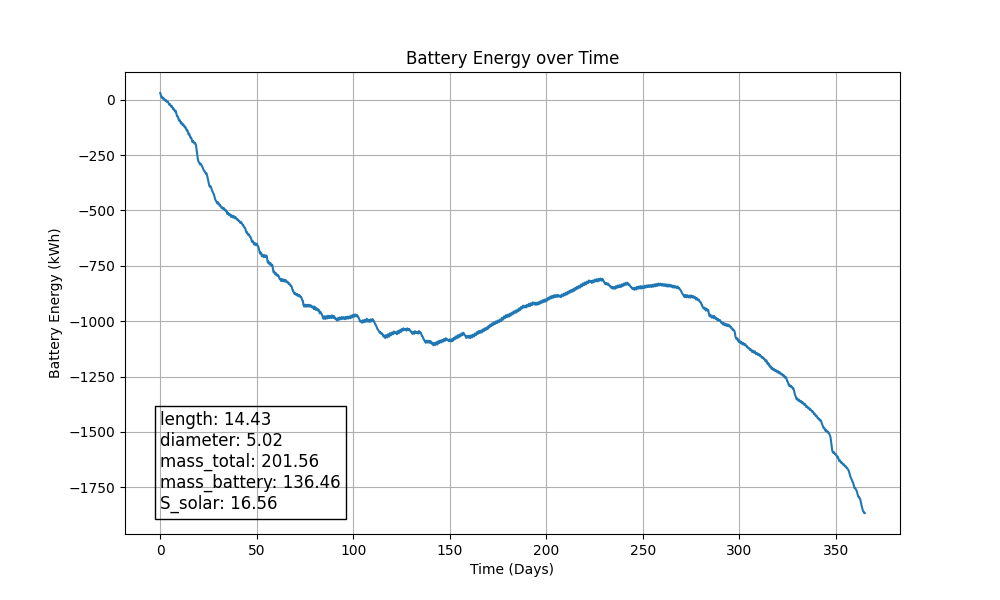 Battery Energy over Time
Battery Energy (kWh)
0
−250
−500
−750
−1000
−1250
−1500
−1750
length: 14.43
diameter: 5.02
mass_total: 201.56
mass_battery: 136.46
S_solar: 16.56
0 50 100 150 200 250 300 350
Time (Days)